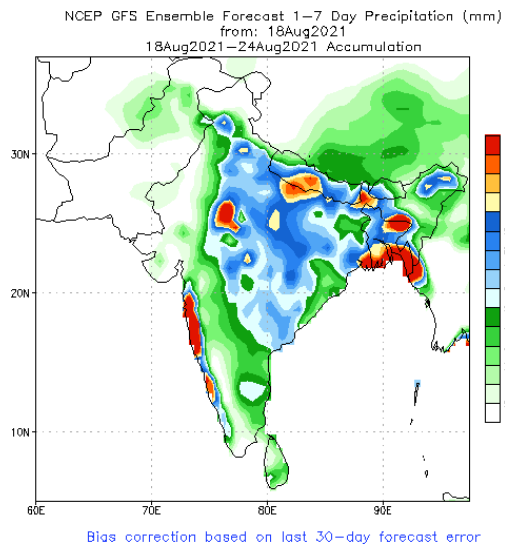 NCEP GFS Ensemble Forecast 1-7 Day Precipitation (mm)
from: 18Aug2021
18Aug2021-24Aug2021 Accumulation
30N
20N
10N
60E 70E 80E 90E
Bias correction based on last 30-day forecast error